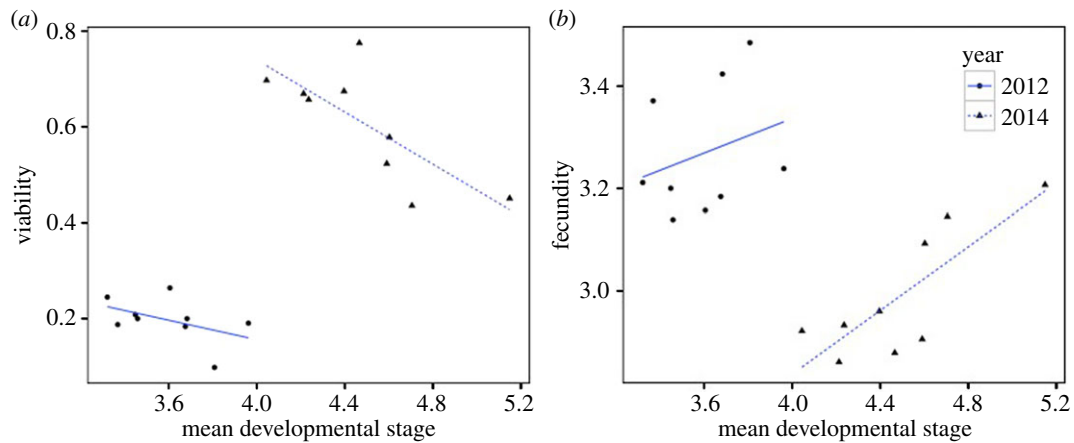 (a)
0.8
0.6
0.4
0.2
viability
3.6 4.0 4.4 4.8 5.2
mean developmental stage
(b)
3.4
3.2
3.0
fecundity
year
2012
2014
3.6 4.0 4.4 4.8 5.2
mean developmental stage